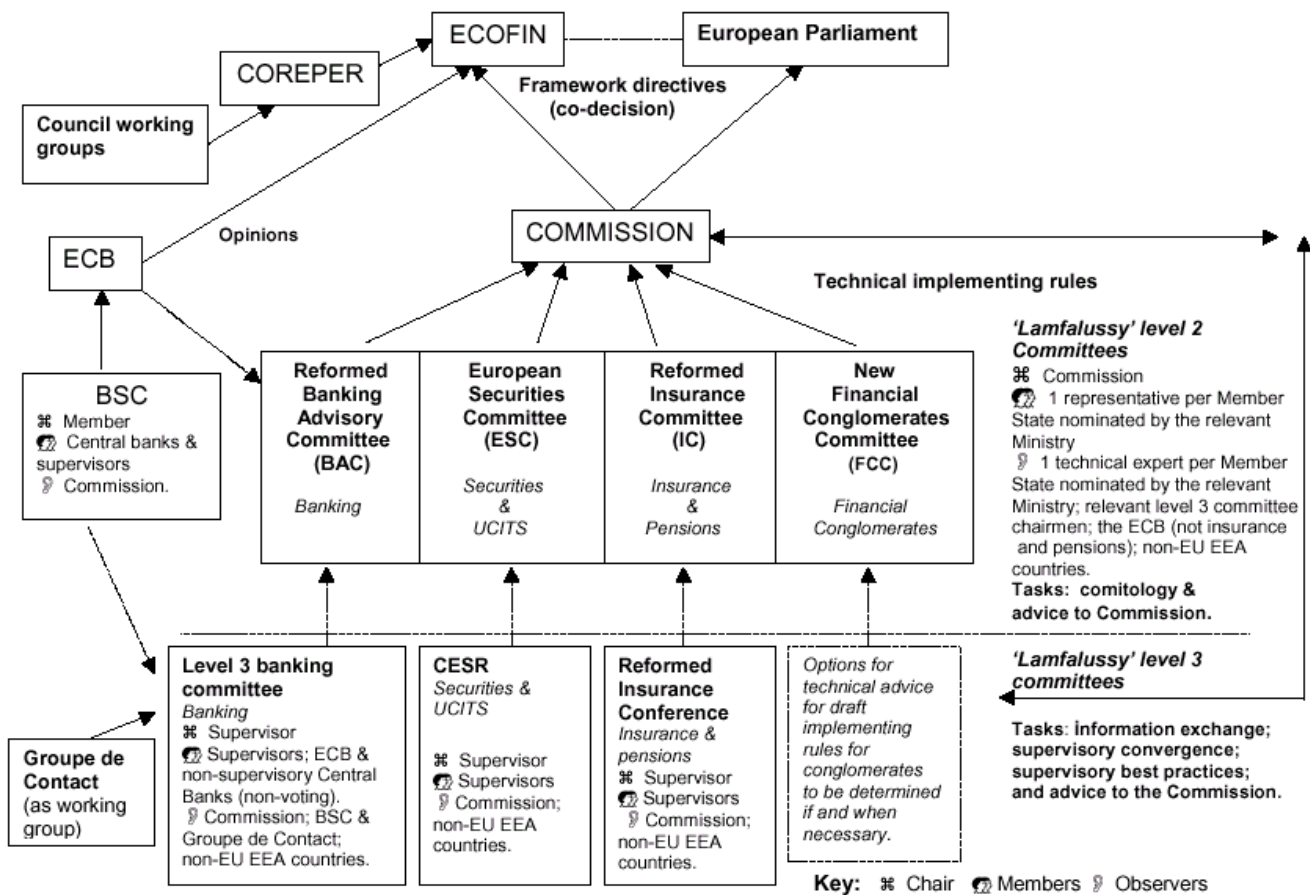 ECOFIN
European Parliament
COREPER
Framework directives
(co-decision)
Council working
groups
Opinions
COMMISSION
ECB
Technical implementing rules
BSC
⌘ Member
Central banks &
supervisors
Commission.
Reformed
Banking
Advisory
Committee
(BAC)
Banking
European
Securities
Committee
(ESC)
Securities
&
UCITS
Reformed
Insurance
Committee
(IC)
Insurance
&
Pensions
New
Financial
Conglomerates
Committee
(FCC)
Financial
Conglomerates
'Lamfalussy' level 2
Committees
⌘ Commission
1 representative per Member
State nominated by the relevant
Ministry
1 technical expert per Member
State nominated by the relevant
Ministry; relevant level 3 committee
chairmen; the ECB (not insurance
and pensions); non-EU EEA
countries.
Tasks: comitology &
advice to Commission.
Groupe de
Contact
(as working
group)
Level 3 banking
committee
Banking
⌘ Supervisor
Supervisors; ECB &
non-supervisory Central
Banks (non-voting).
Commission; BSC &
Groupe de Contact;
non-EU EEA countries.
CESR
Securities &
UCITS
⌘ Supervisor
Supervisors
Commission;
non-EU EEA
countries.
Reformed
Insurance
Conference
Insurance &
pensions
⌘ Supervisor
Supervisors
Commission;
non-EU EEA
countries.
Options for
technical advice
for draft
implementing
rules for
conglomerates
to be determined
if and when
necessary.
'Lamfalussy' level 3
committees
Tasks: information exchange;
supervisory convergence;
supervisory best practices;
and advice to the Commission.
Key: ⌘ Chair Members Observers